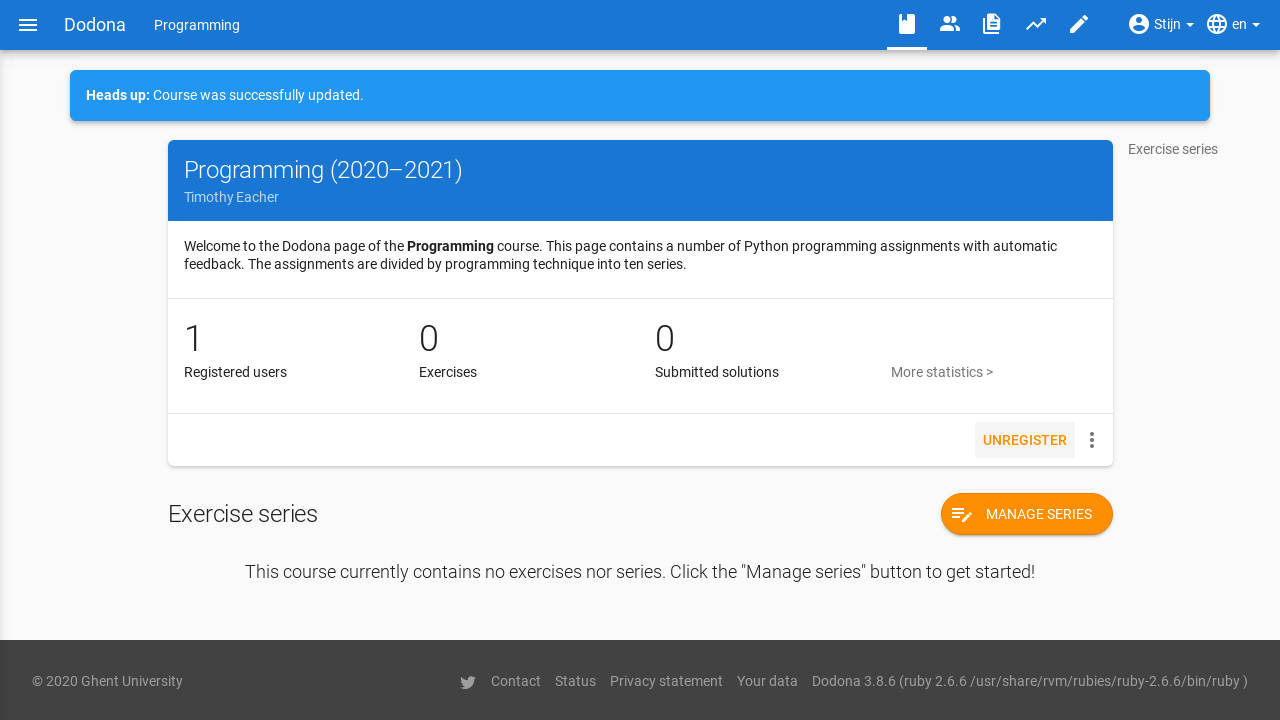 Dodona Programming Stijn en
Heads up: Course was successfully updated.
Programming (2020–2021)
Exercise series
Timothy Eacher
Welcome to the Dodona page of the Programming course. This page contains a number of Python programming assignments with automatic
feedback. The assignments are divided by programming technique into ten series.
1 0 0
Registered users Exercises Submitted solutions More statistics >
UNREGISTER
Exercise series MANAGE SERIES
This course currently contains no exercises nor series. Click the "Manage series" button to get started!
© 2020 Ghent University Contact Status Privacy statement Your data Dodona 3.8.6 (ruby 2.6.6 /usr/share/rvm/rubies/ruby-2.6.6/bin/ruby )